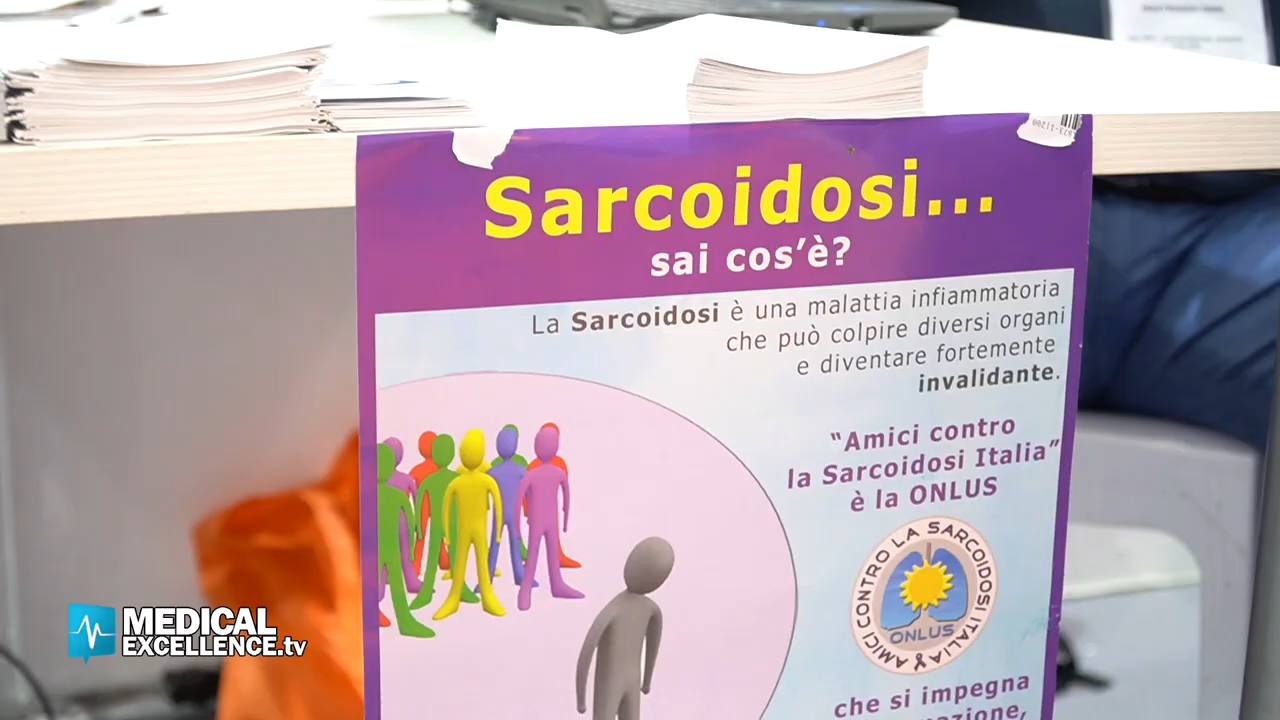 Sarcoidosi...
sai cos'è?
La Sarcoidosi è una malattia infiammatoria
che può colpire diversi organi
e diventare fortemente
invalidante.
"Amici contro
la Sarcoidosi Italia"
è la ONLUS
AMICI CONTRO LA SARCOIDOSI ITALIA
ONLUS
che si impegna
MEDICAL
EXCELLENCE.tv